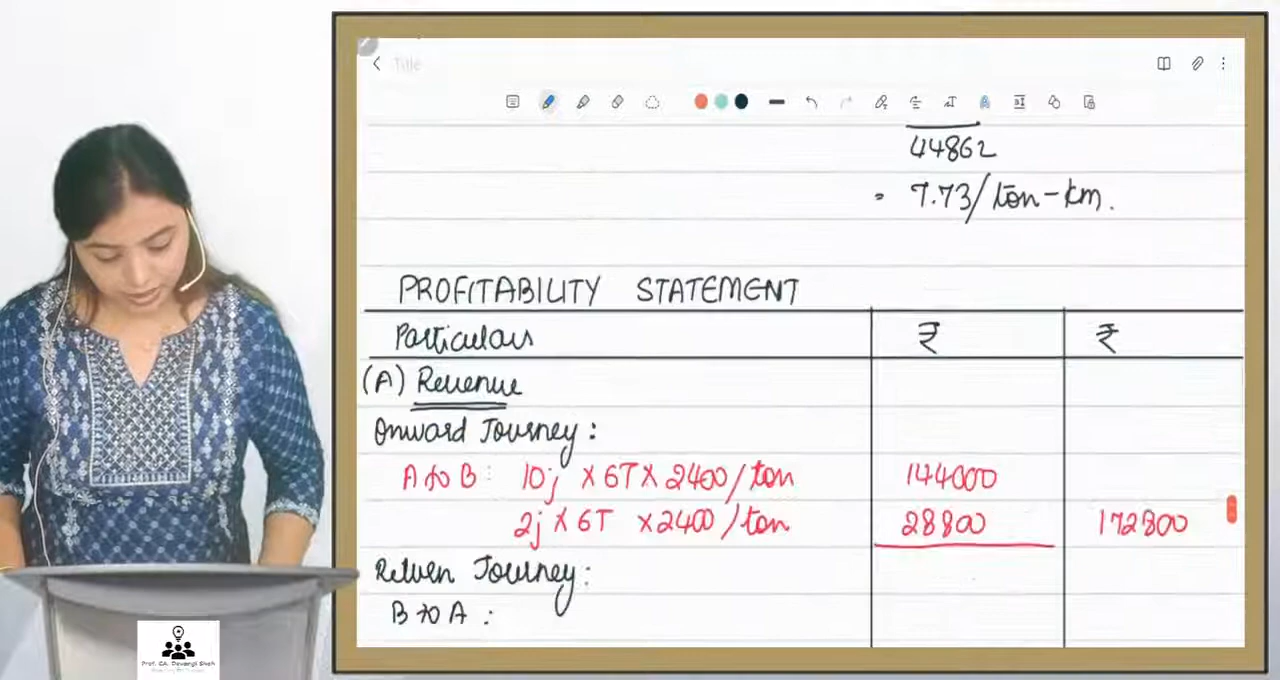 Title
44862
= 7.73/ton-km.
PROFITABILITY STATEMENT
Particulars ₹ ₹
(A) Revenue
Onward Journey:
A to B: 10j × 6T × 2400/ton 144000
2j × 6T × 2400/ton 28800 172800
Return Journey:
B to A:
Prof. CA. Devangi Shah